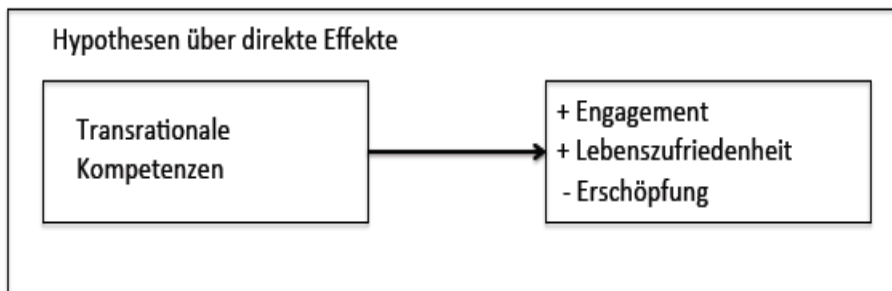 Hypothesen über direkte Effekte
Transrationale
Kompetenzen
+ Engagement
+ Lebenszufriedenheit
- Erschöpfung